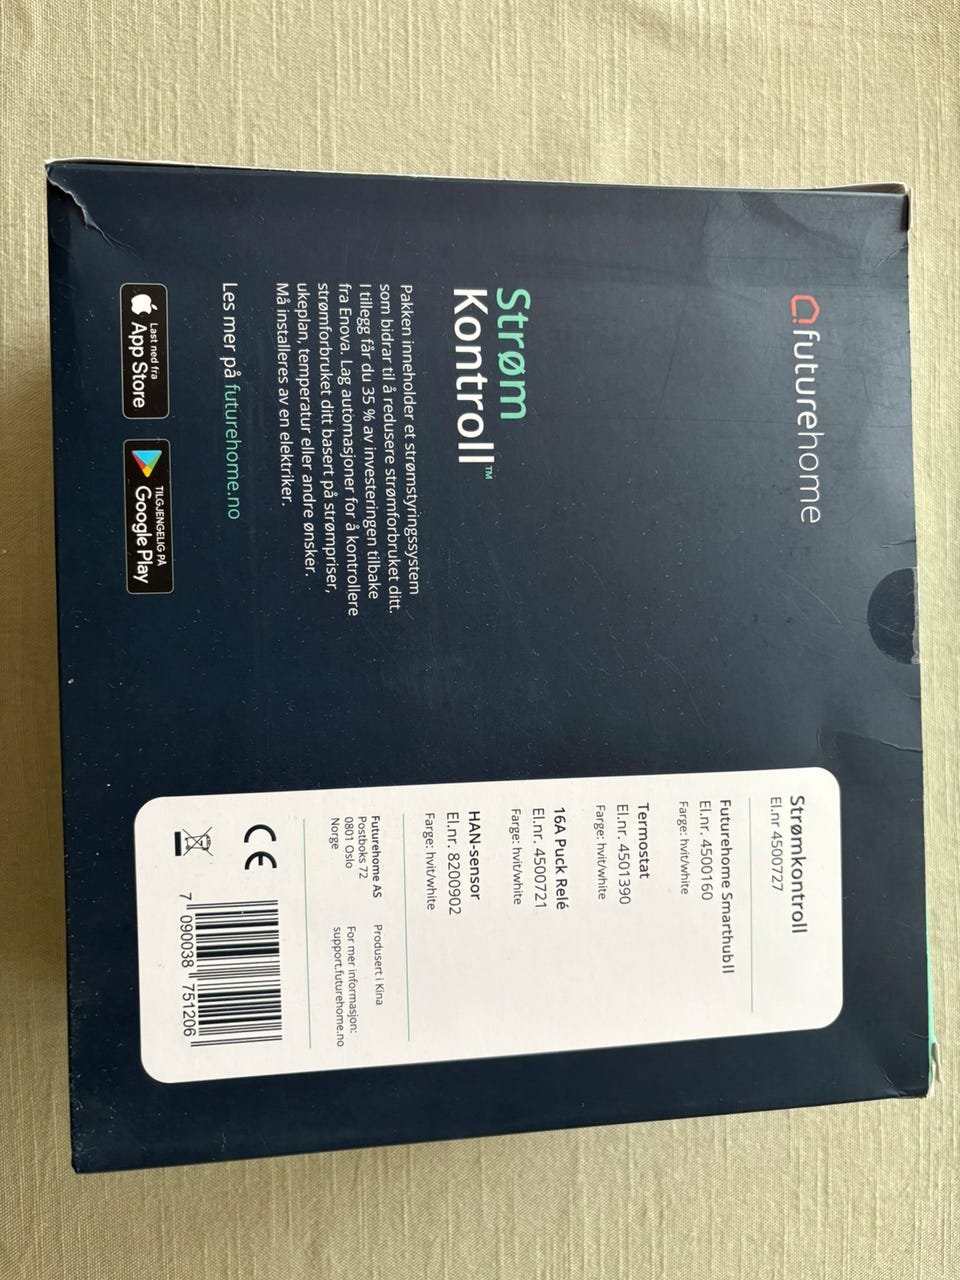 futurehome
Strøm
Kontroll™
Pakken inneholder et strømstyringssystem
som bidrar til å redusere strømforbruket ditt.
I tillegg får du 35 % av investeringen tilbake
fra Enova. Lag automasjoner for å kontrollere
strømforbruket ditt basert på strømpriser,
ukeplan, temperatur eller andre ønsker.
Må installeres av en elektriker.
Les mer på futurehome.no
Last ned fra
App Store
TILGJENGELIG PÅ
Google Play
Strømkontroll
El.nr 4500727
Futurehome Smarthub II
El.nr. 4500160
Farge: hvit/white
Termostat
El.nr. 4501390
Farge: hvit/white
16A Puck Relé
El.nr. 4500721
Farge: hvit/white
HAN-sensor
El.nr. 8200902
Farge: hvit/white
Futurehome AS
Postboks 72
0801 Oslo
Norge
Produsert i Kina
For mer informasjon:
support.futurehome.no
CE
7 090038 751206